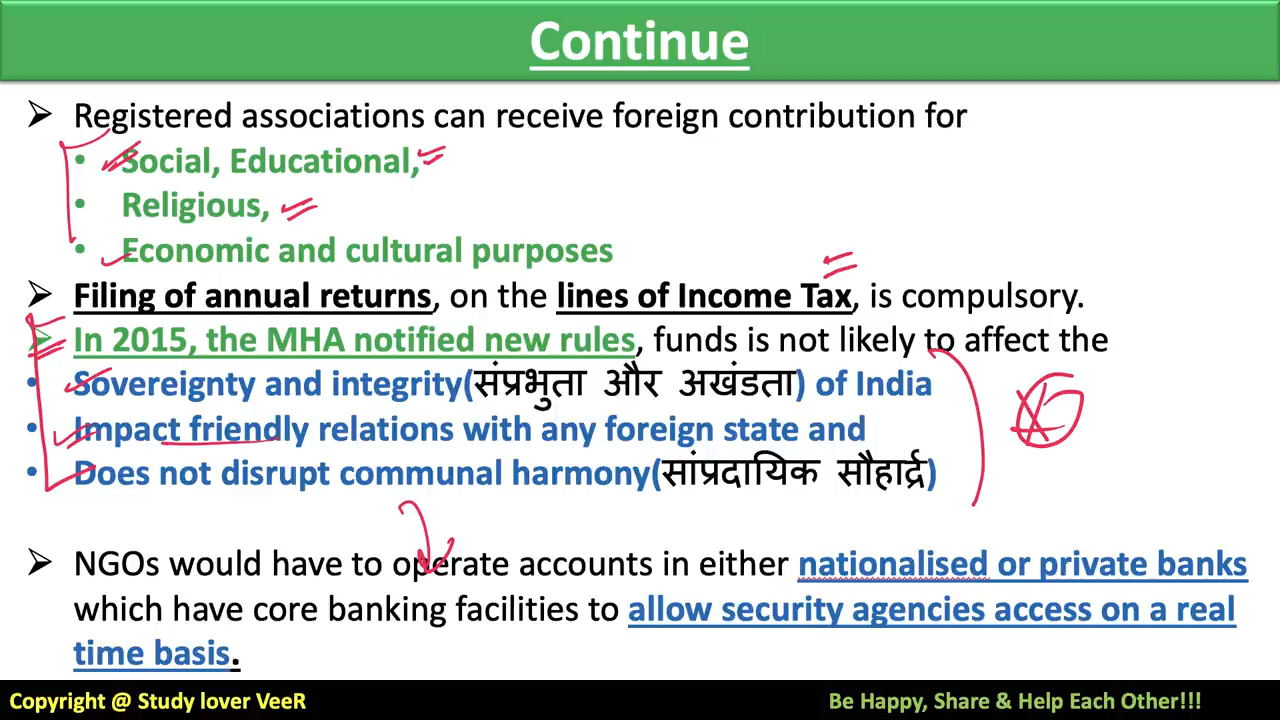 Continue
Registered associations can receive foreign contribution for
• Social, Educational,
• Religious,
• Economic and cultural purposes
Filing of annual returns, on the lines of Income Tax, is compulsory.
In 2015, the MHA notified new rules, funds is not likely to affect the
• Sovereignty and integrity(संप्रभुता और अखंडता) of India
• Impact friendly relations with any foreign state and
• Does not disrupt communal harmony(सांप्रदायिक सौहार्द्र)
NGOs would have to operate accounts in either nationalised or private banks
which have core banking facilities to allow security agencies access on a real
time basis.
Copyright @ Study lover VeeR
Be Happy, Share & Help Each Other!!!